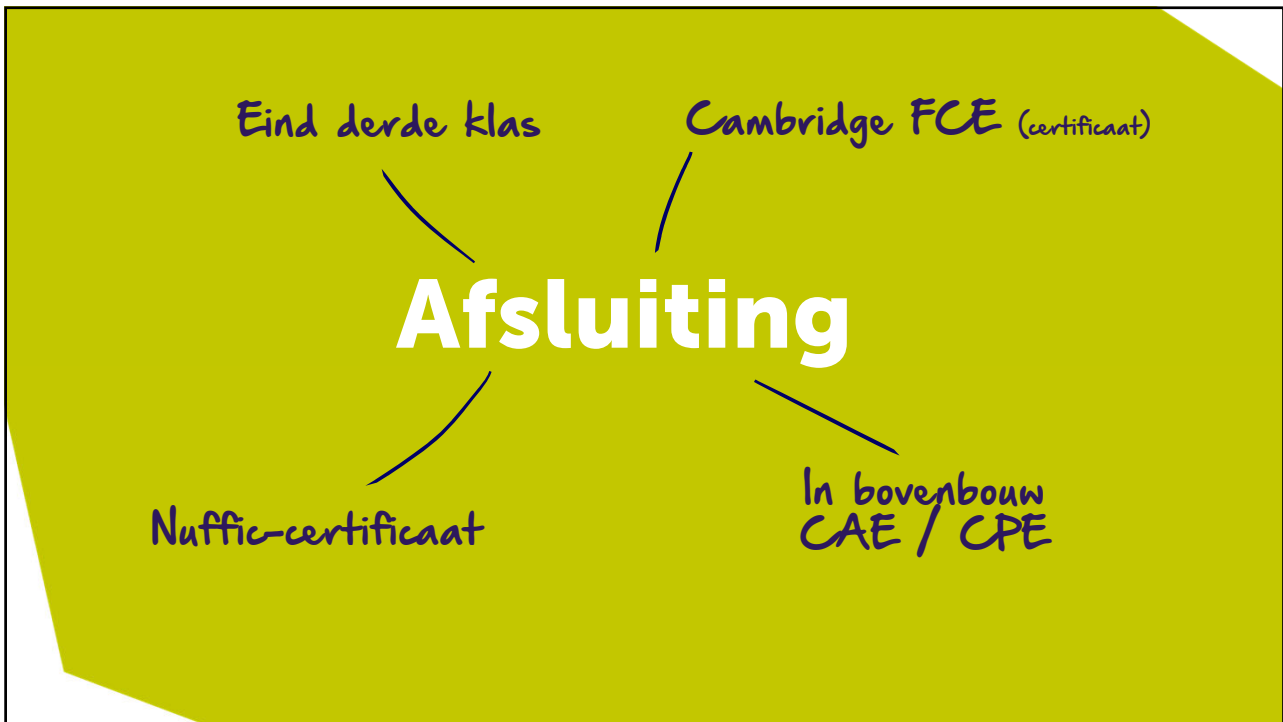 Eind derde klas
Cambridge FCE (certificaat)
Afsluiting
Nuffic-certificaat
In bovenbouw
CAE / CPE